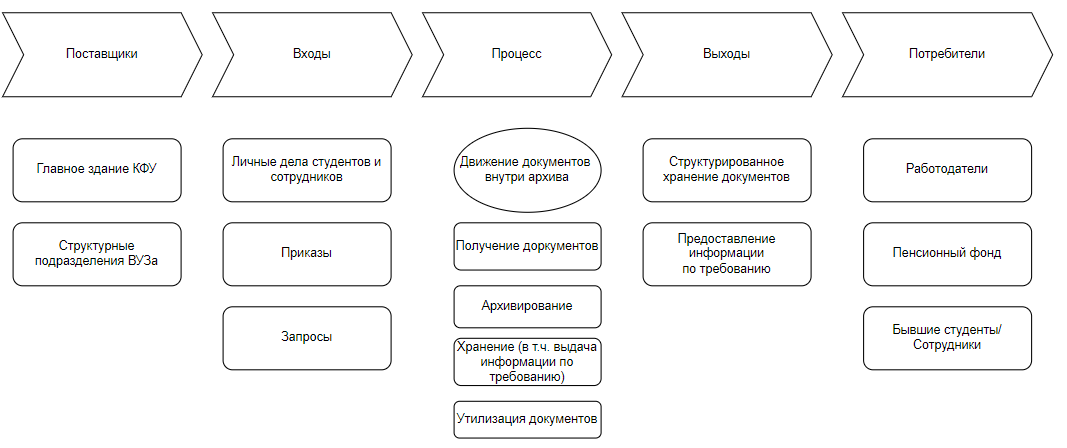 Поставщики
Входы
Процесс
Выходы
Потребители
Главное здание КФУ
Структурные
подразделения ВУЗа
Личные дела студентов и
сотрудников
Приказы
Запросы
Движение документов
внутри архива
Получение доркументов
Архивирование
Хранение (в т.ч. выдача
информации по
требованию)
Утилизация документов
Структурированное
хранение документов
Предоставление
информации
по требованию
Работодатели
Пенсионный фонд
Бывшие студенты/
Сотрудники